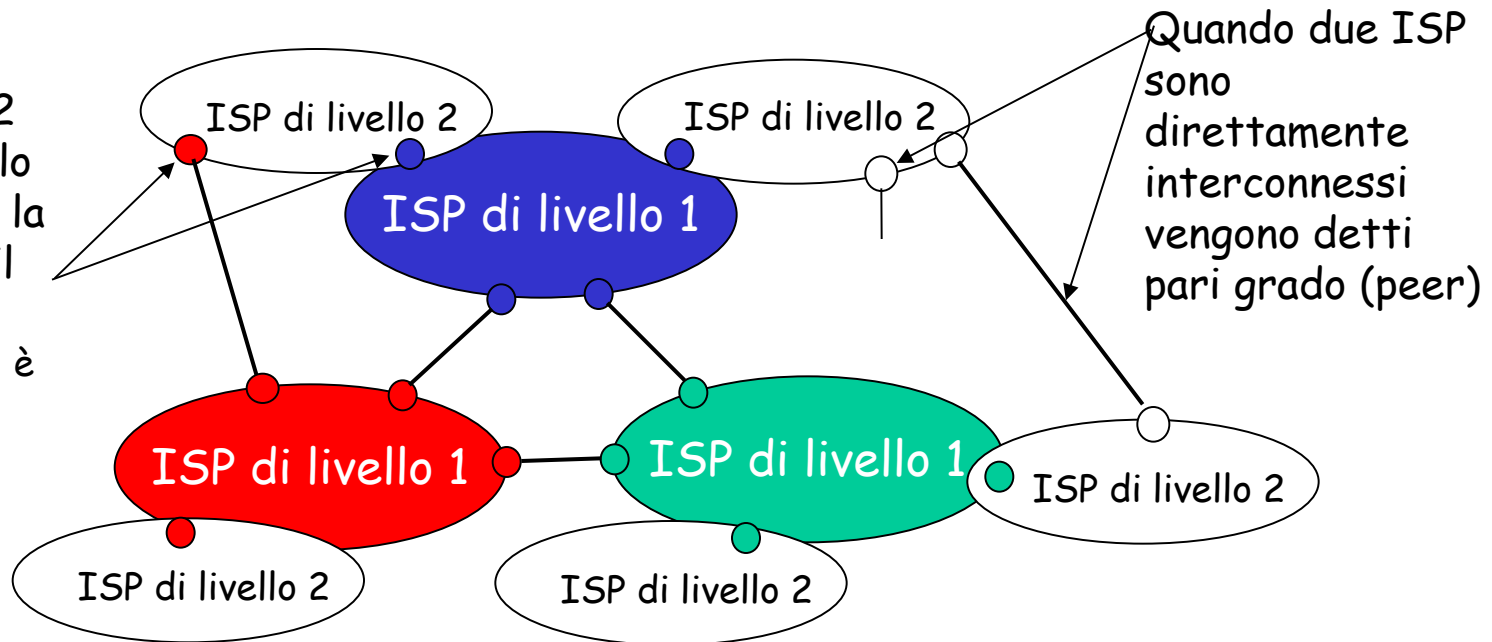 2
lo
la
è
ISP di livello 2
ISP di livello 2
ISP di livello 1
ISP di livello 1
ISP di livello 1
ISP di livello 2
ISP di livello 2
ISP di livello 2
Quando due ISP
sono
direttamente
interconnessi
vengono detti
pari grado (peer)